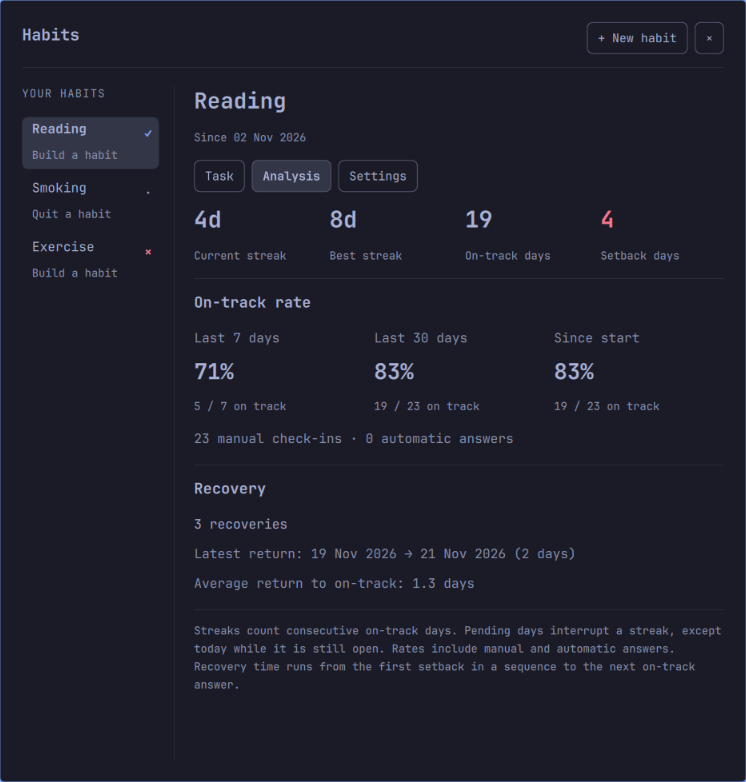 Habits
+ New habit
×
YOUR HABITS
Reading ✓
Build a habit
Smoking .
Quit a habit
Exercise ×
Build a habit
Reading
Since 02 Nov 2026
Task
Analysis
Settings
4d
Current streak
8d
Best streak
19
On-track days
4
Setback days
On-track rate
Last 7 days
71%
5 / 7 on track
Last 30 days
83%
19 / 23 on track
Since start
83%
19 / 23 on track
23 manual check-ins · 0 automatic answers
Recovery
3 recoveries
Latest return: 19 Nov 2026 → 21 Nov 2026 (2 days)
Average return to on-track: 1.3 days
Streaks count consecutive on-track days. Pending days interrupt a streak, except
today while it is still open. Rates include manual and automatic answers.
Recovery time runs from the first setback in a sequence to the next on-track
answer.